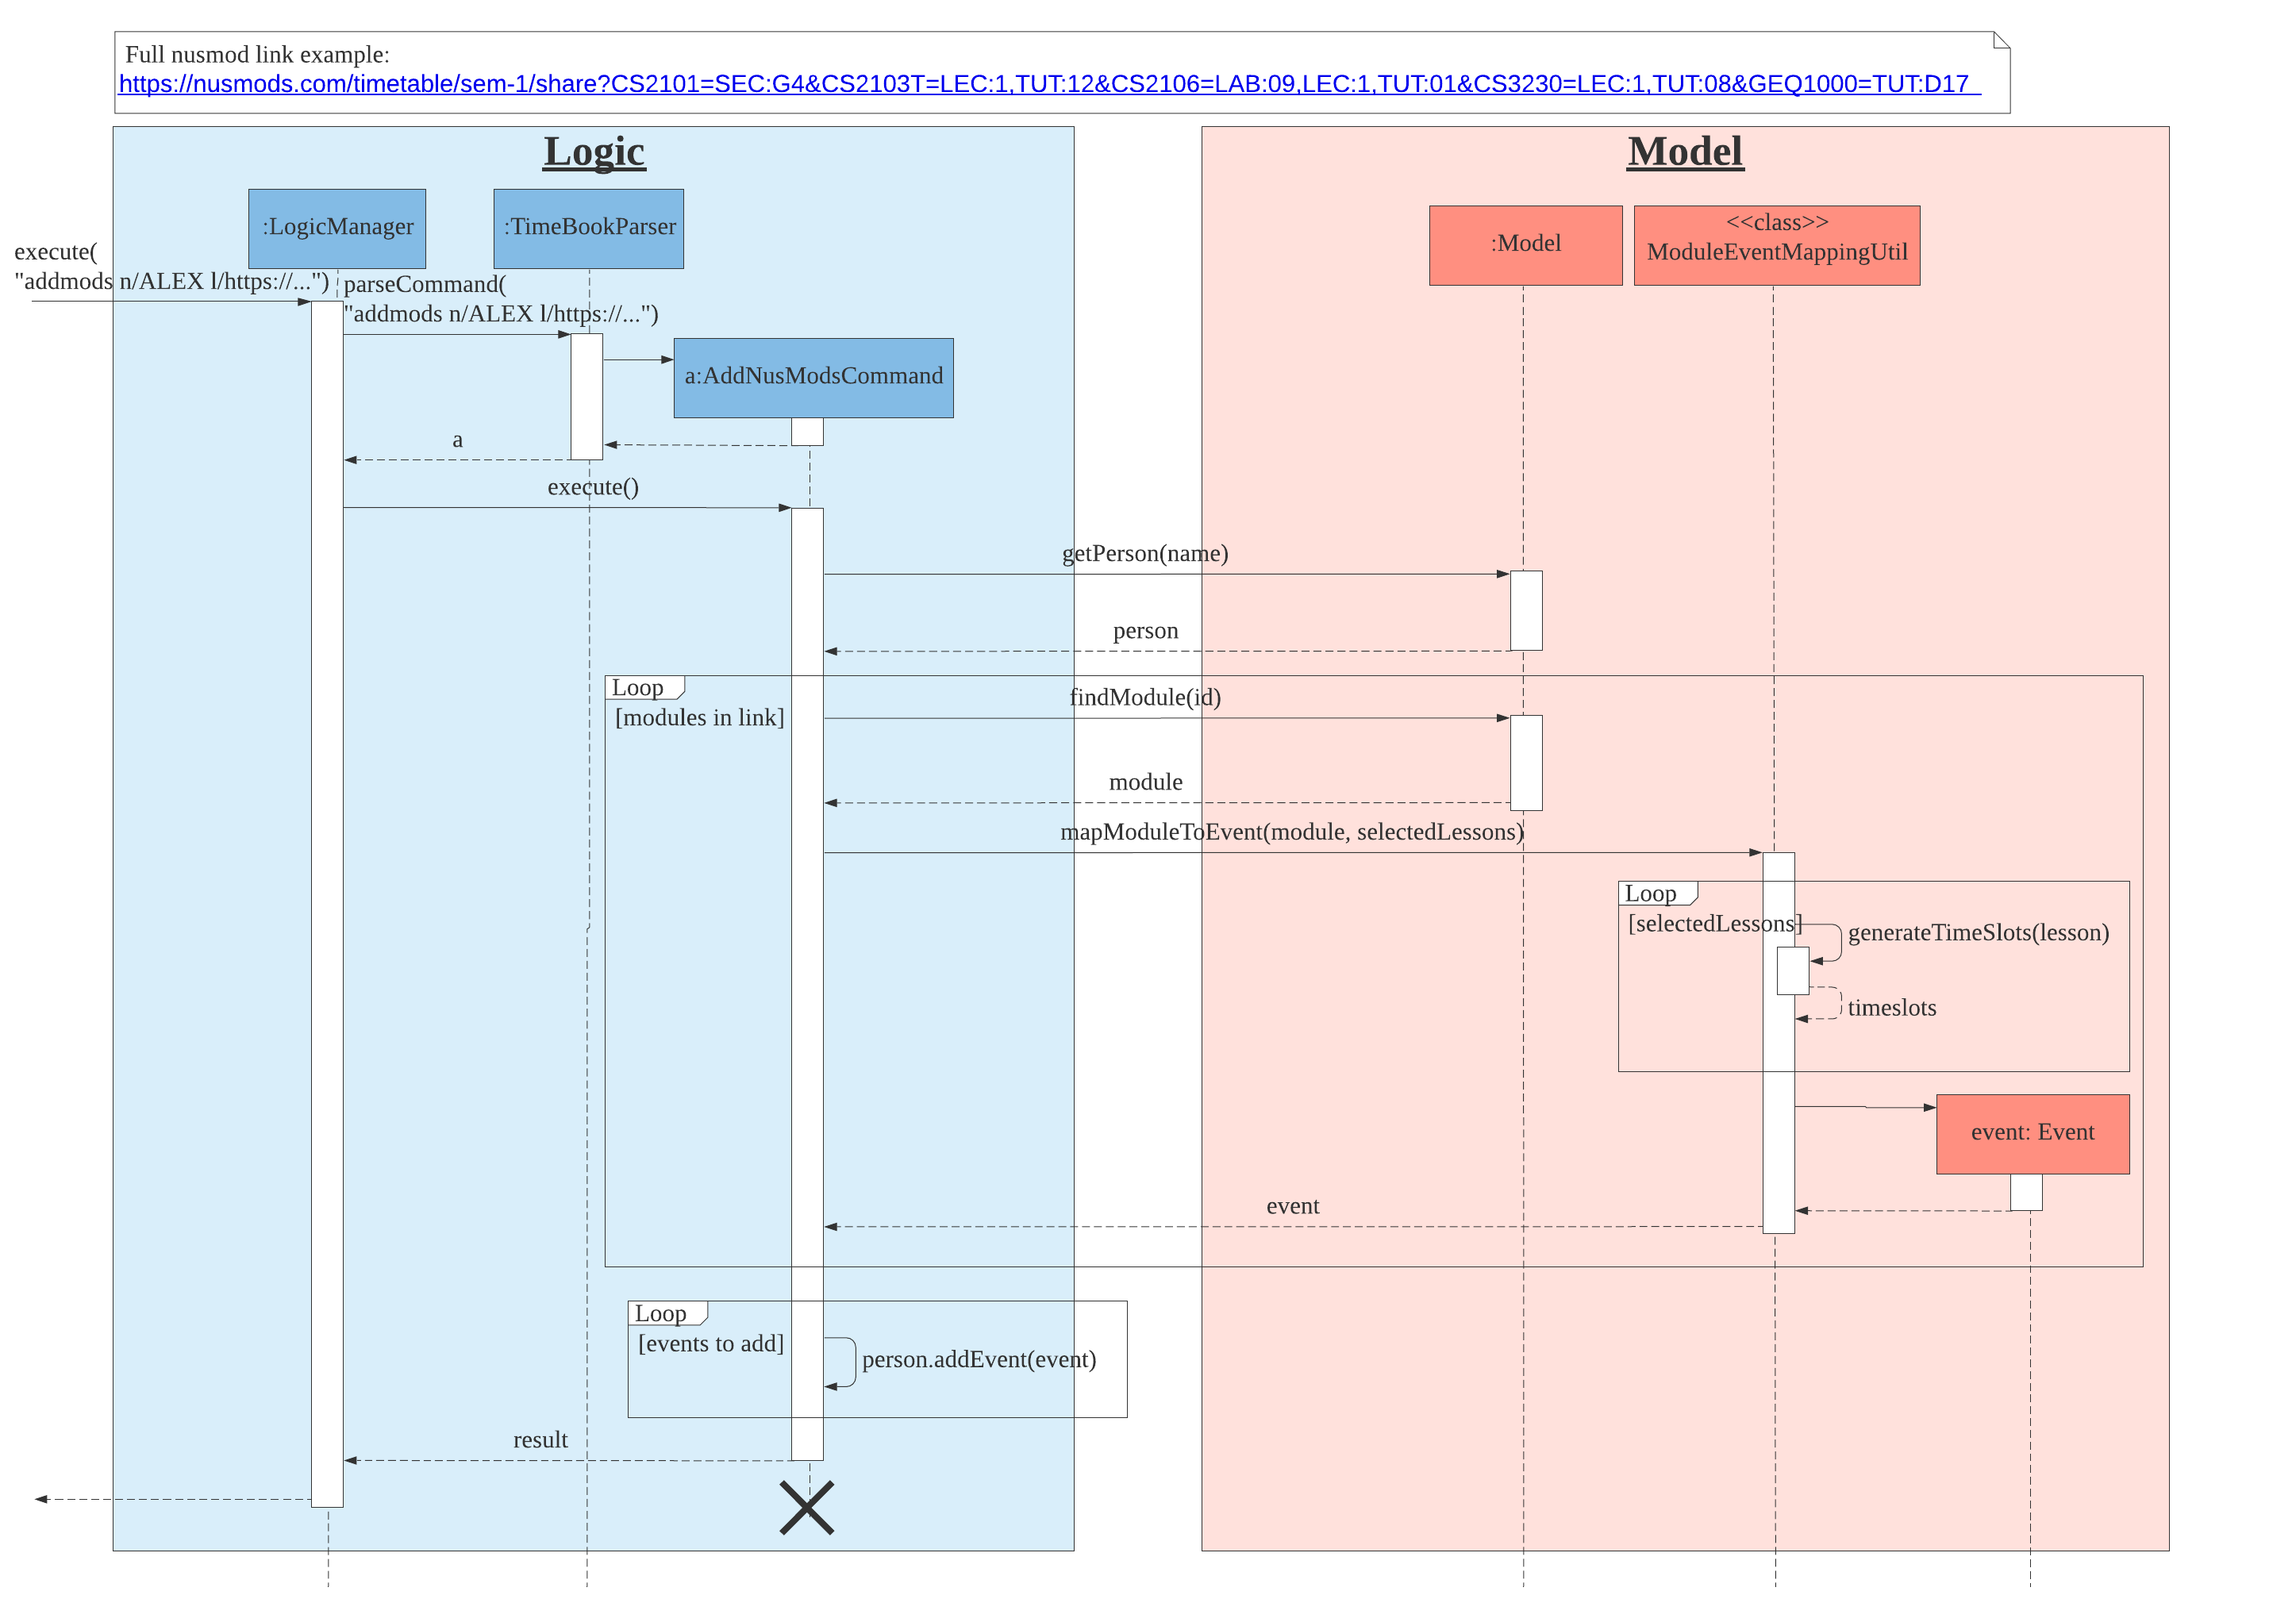 Full nusmod link example:
https://nusmods.com/timetable/sem-1/share?CS2101=SEC:G4&CS2103T=LEC:1,TUT:12&CS2106=LAB:09,LEC:1,TUT:01&CS3230=LEC:1,TUT:08&GEQ1000=TUT:D17
Logic
Model
:LogicManager
:TimeBookParser
:Model
<<class>>
ModuleEventMappingUtil
execute(
"addmods n/ALEX l/https://...")
parseCommand(
"addmods n/ALEX l/https://...")
a:AddNusModsCommand
a
execute()
getPerson(name)
person
Loop
[modules in link]
findModule(id)
module
mapModuleToEvent(module, selectedLessons)
Loop
[selectedLessons]
generateTimeSlots(lesson)
timeslots
event: Event
event
Loop
[events to add]
person.addEvent(event)
result